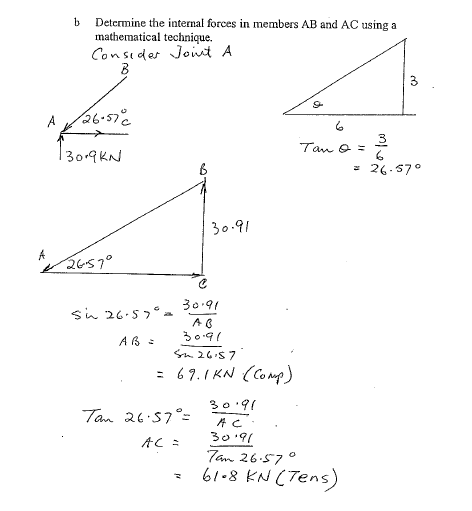 b Determine the internal forces in members AB and AC using a
mathematical technique.
Consider Joint A
B
A 26.57° C
30.9KN
3
θ
6
Tan θ = 3/6
= 26.57°
B
30.91
A 26.57°
C
Sin 26.57° = 30.91/AB
AB = 30.91/Sin 26.57
= 69.1KN (Comp)
Tan 26.57° = 30.91/AC
AC = 30.91/Tan 26.57°
= 61.8 KN (Tens)